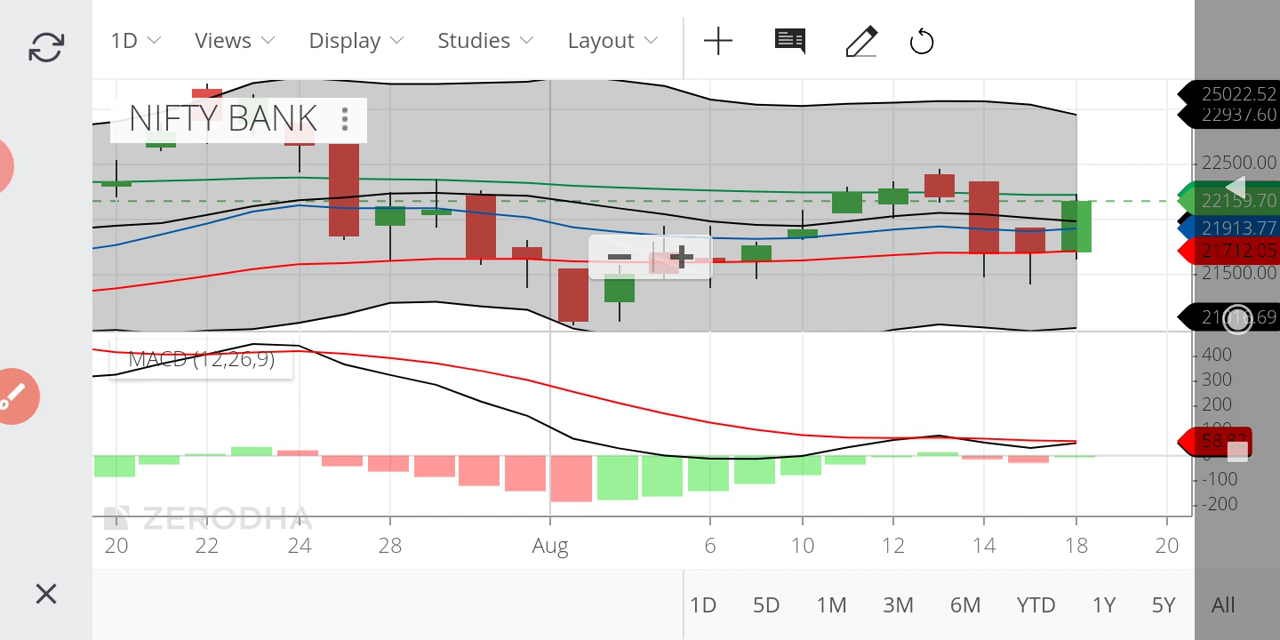 1D Views Display Studies Layout
NIFTY BANK
25022.52
22937.60
22500.00
22159.70
21913.77
21712.05
21500.00
MACD (12,26,9)
400
300
200
-100
-200
ZERODHA
20 22 24 28 Aug 6 10 12 14 18 20
1D 5D 1M 3M 6M YTD 1Y 5Y All